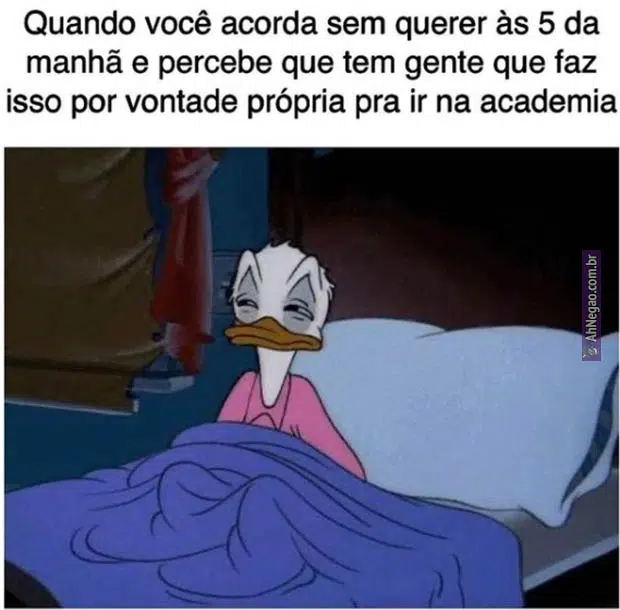 Quando você acorda sem querer às 5 da
manhã e percebe que tem gente que faz
isso por vontade própria pra ir na academia
AhNegao.com.br